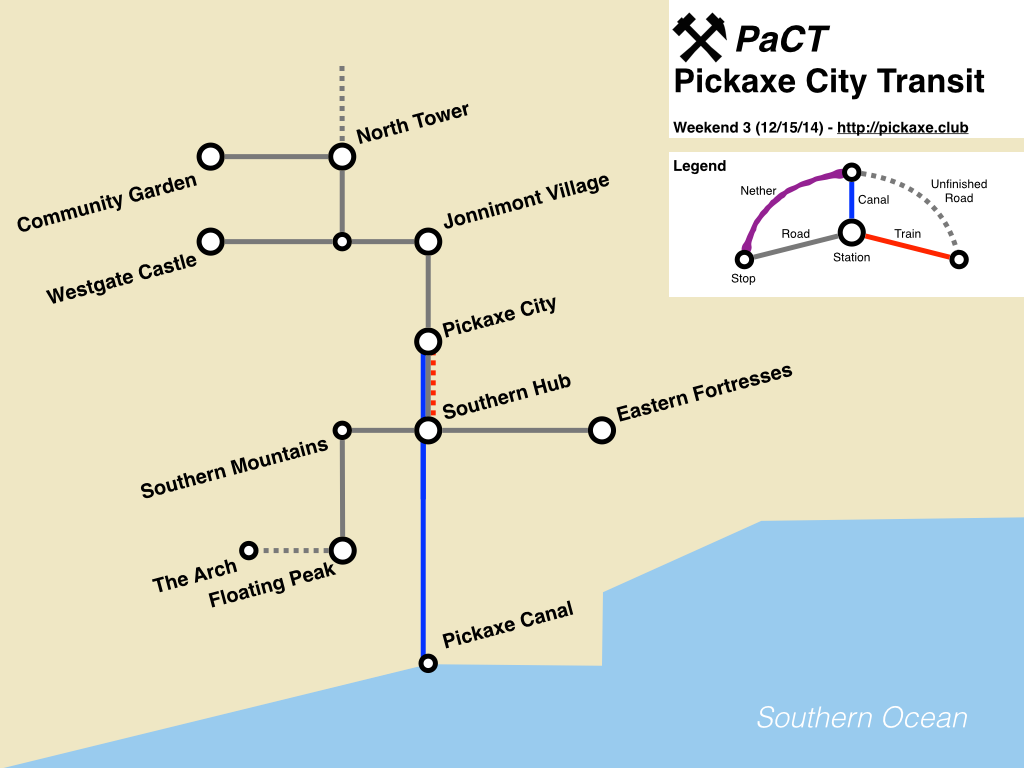 PaCT
Pickaxe City Transit
Weekend 3 (12/15/14) - http://pickaxe.club
Legend
Nether
Unfinished
Road
Canal
Road
Train
Station
Stop
North Tower
Community Garden
Jonnimont Village
Westgate Castle
Pickaxe City
Southern Hub
Eastern Fortresses
Southern Mountains
The Arch
Floating Peak
Pickaxe Canal
Southern Ocean